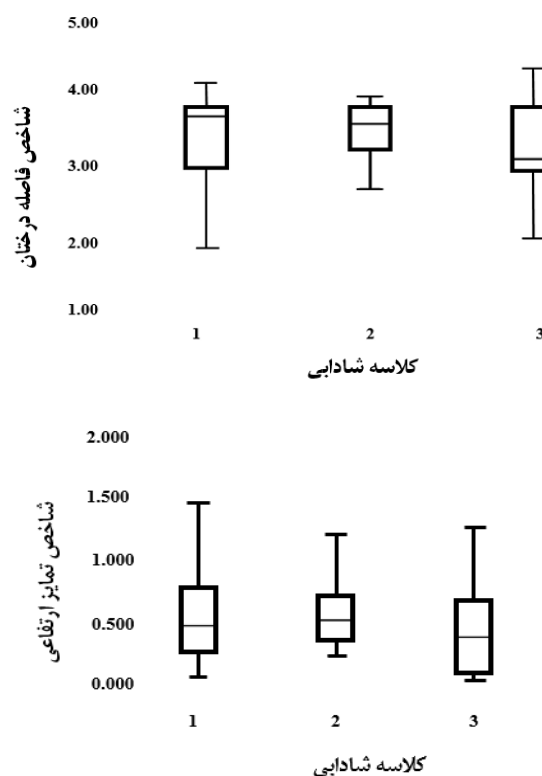 5.00
4.00
3.00
2.00
1.00
شاخص فاصله درختان
1 2 3
کلاسه شادابی
2.000
1.500
1.000
0.500
0.000
شاخص تمایز ارتفاعی
1 2 3
کلاسه شادابی